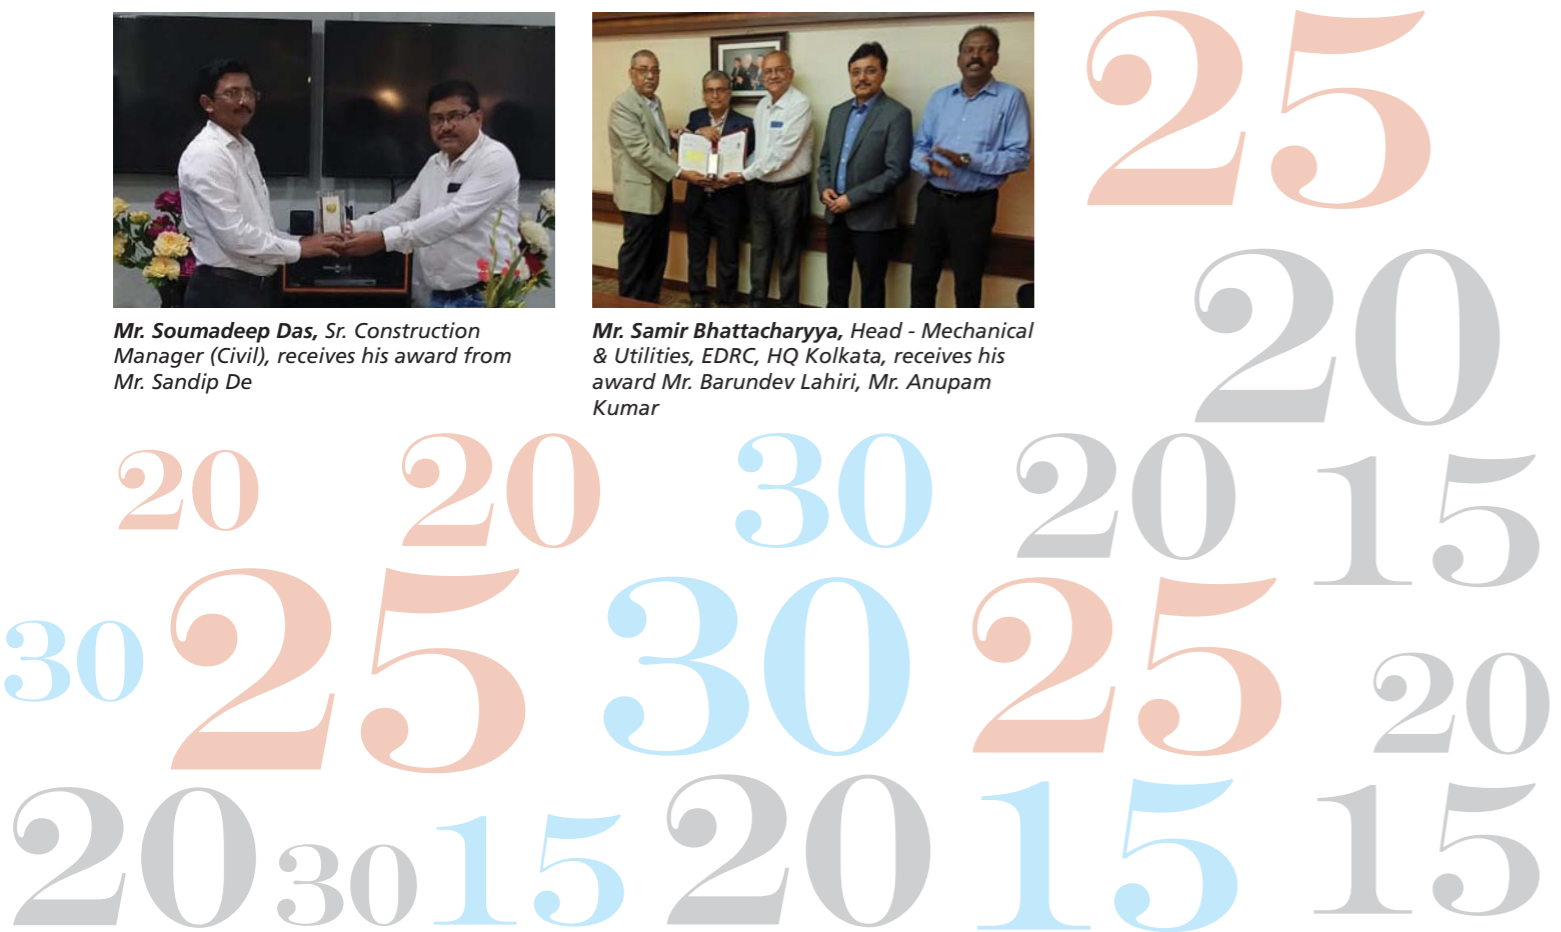 Mr. Soumadeep Das, Sr. Construction
Manager (Civil), receives his award from
Mr. Sandip De
Mr. Samir Bhattacharyya, Head - Mechanical
& Utilities, EDRC, HQ Kolkata, receives his
award Mr. Barundev Lahiri, Mr. Anupam
Kumar
25
20
20 20 30 20 15
30 25 30 25 20
20 30 15 20 15 15